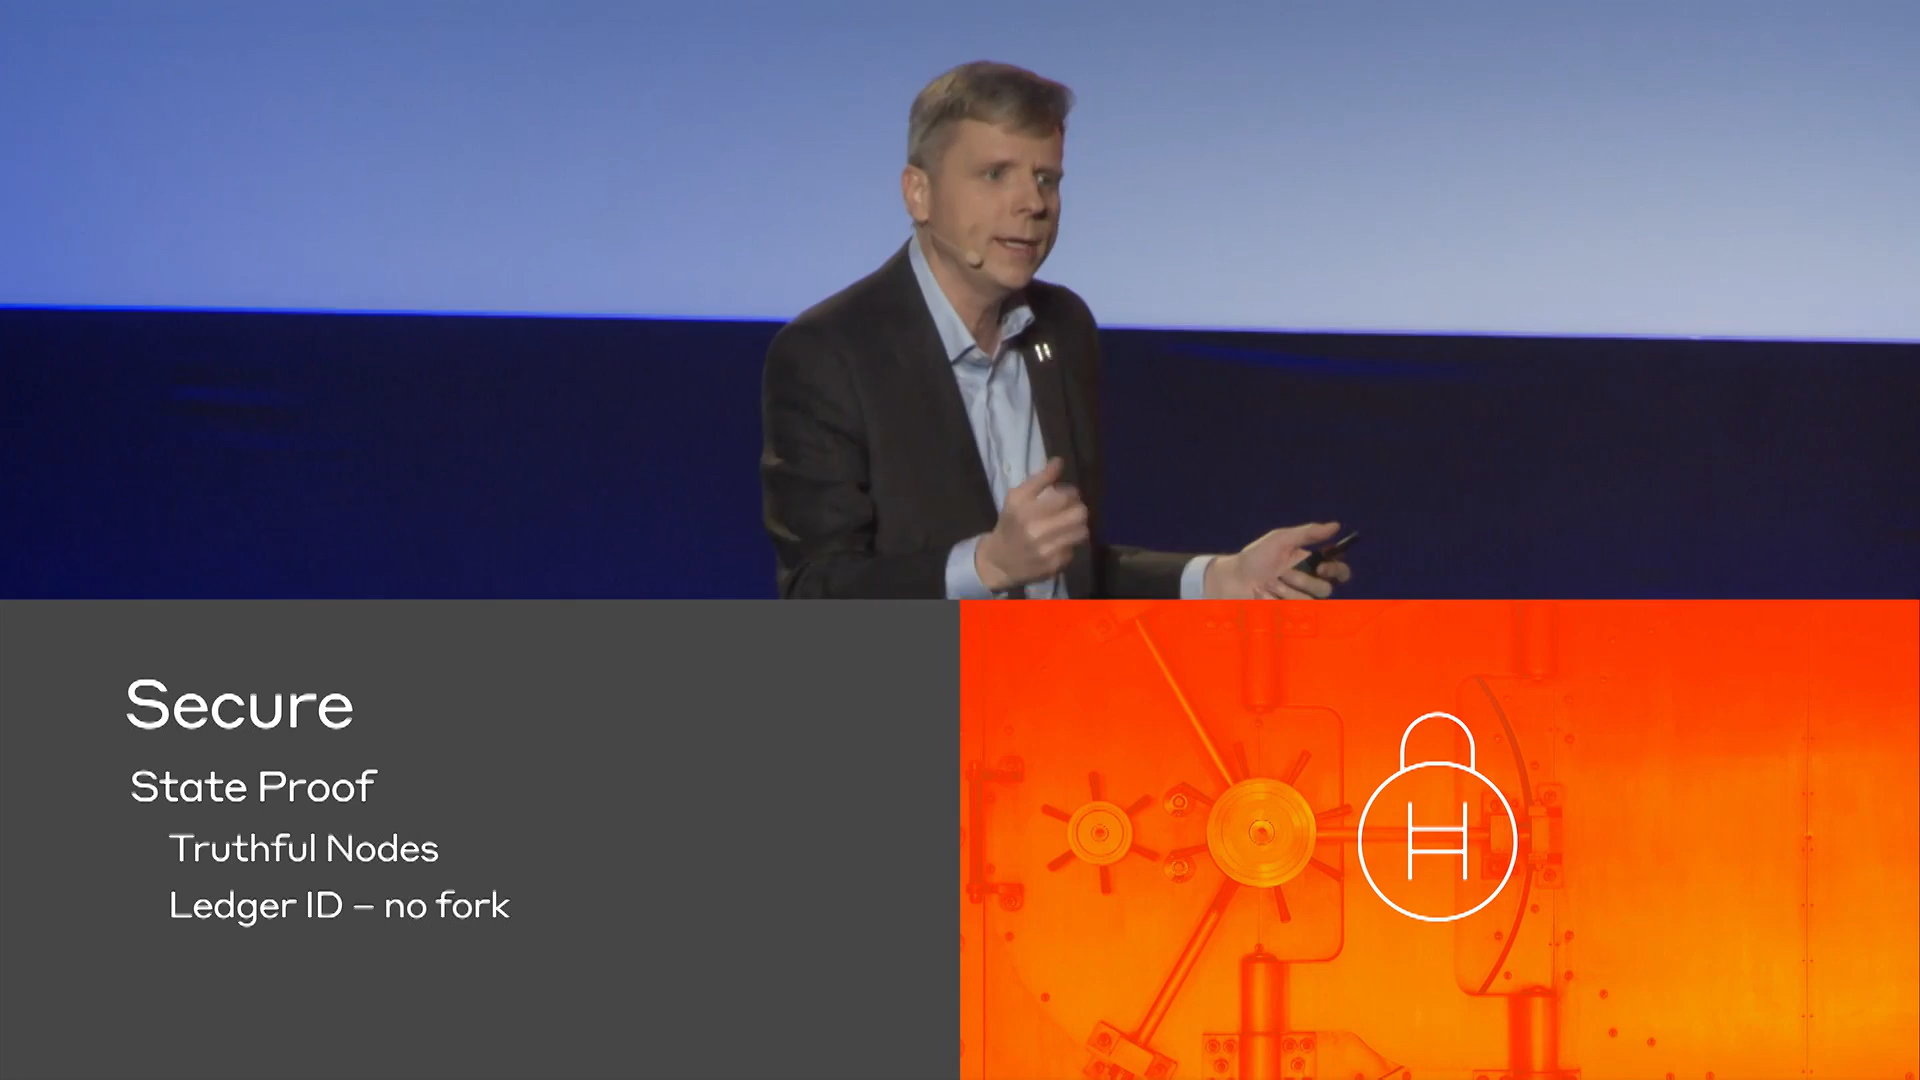 Secure
State Proof
Truthful Nodes
Ledger ID – no fork
H